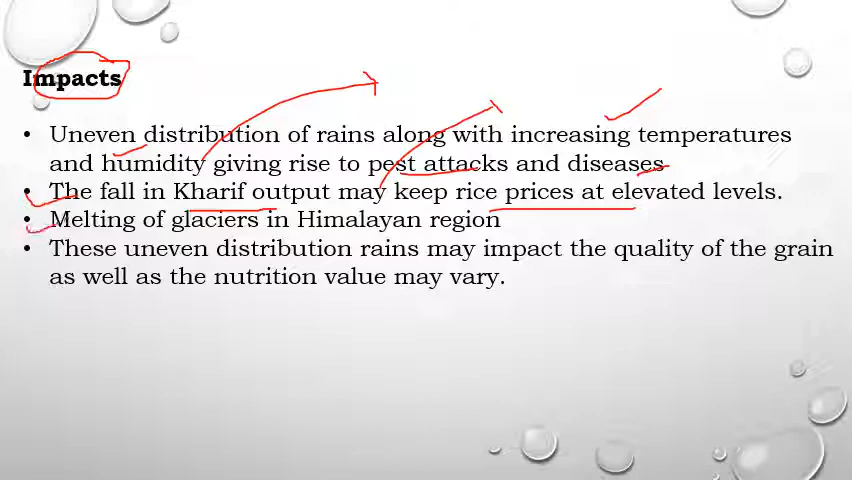 Impacts
• Uneven distribution of rains along with increasing temperatures
and humidity giving rise to pest attacks and diseases
• The fall in Kharif output may keep rice prices at elevated levels.
• Melting of glaciers in Himalayan region
• These uneven distribution rains may impact the quality of the grain
as well as the nutrition value may vary.